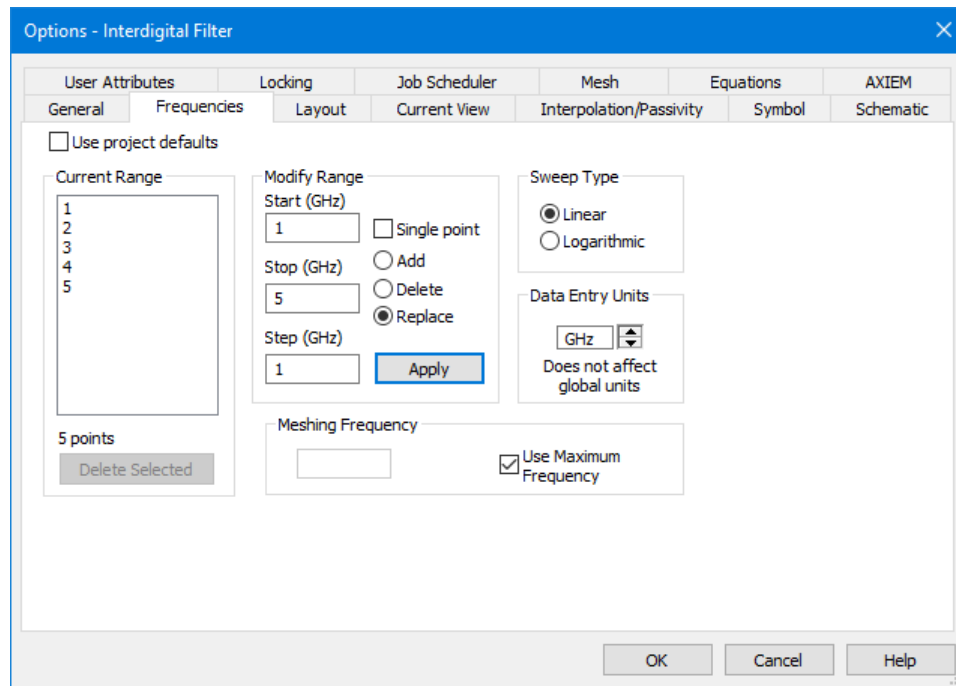 Options - Interdigital Filter
User Attributes Locking Job Scheduler Mesh Equations AXIEM
General Frequencies Layout Current View Interpolation/Passivity Symbol Schematic
Use project defaults
Current Range
1
2
3
4
5
5 points
Delete Selected
Modify Range
Start (GHz)
1
Single point
Add
Stop (GHz)
5
Delete
Replace
Step (GHz)
1
Apply
Sweep Type
Linear
Logarithmic
Data Entry Units
GHz
Does not affect
global units
Meshing Frequency
Use Maximum
Frequency
OK Cancel Help